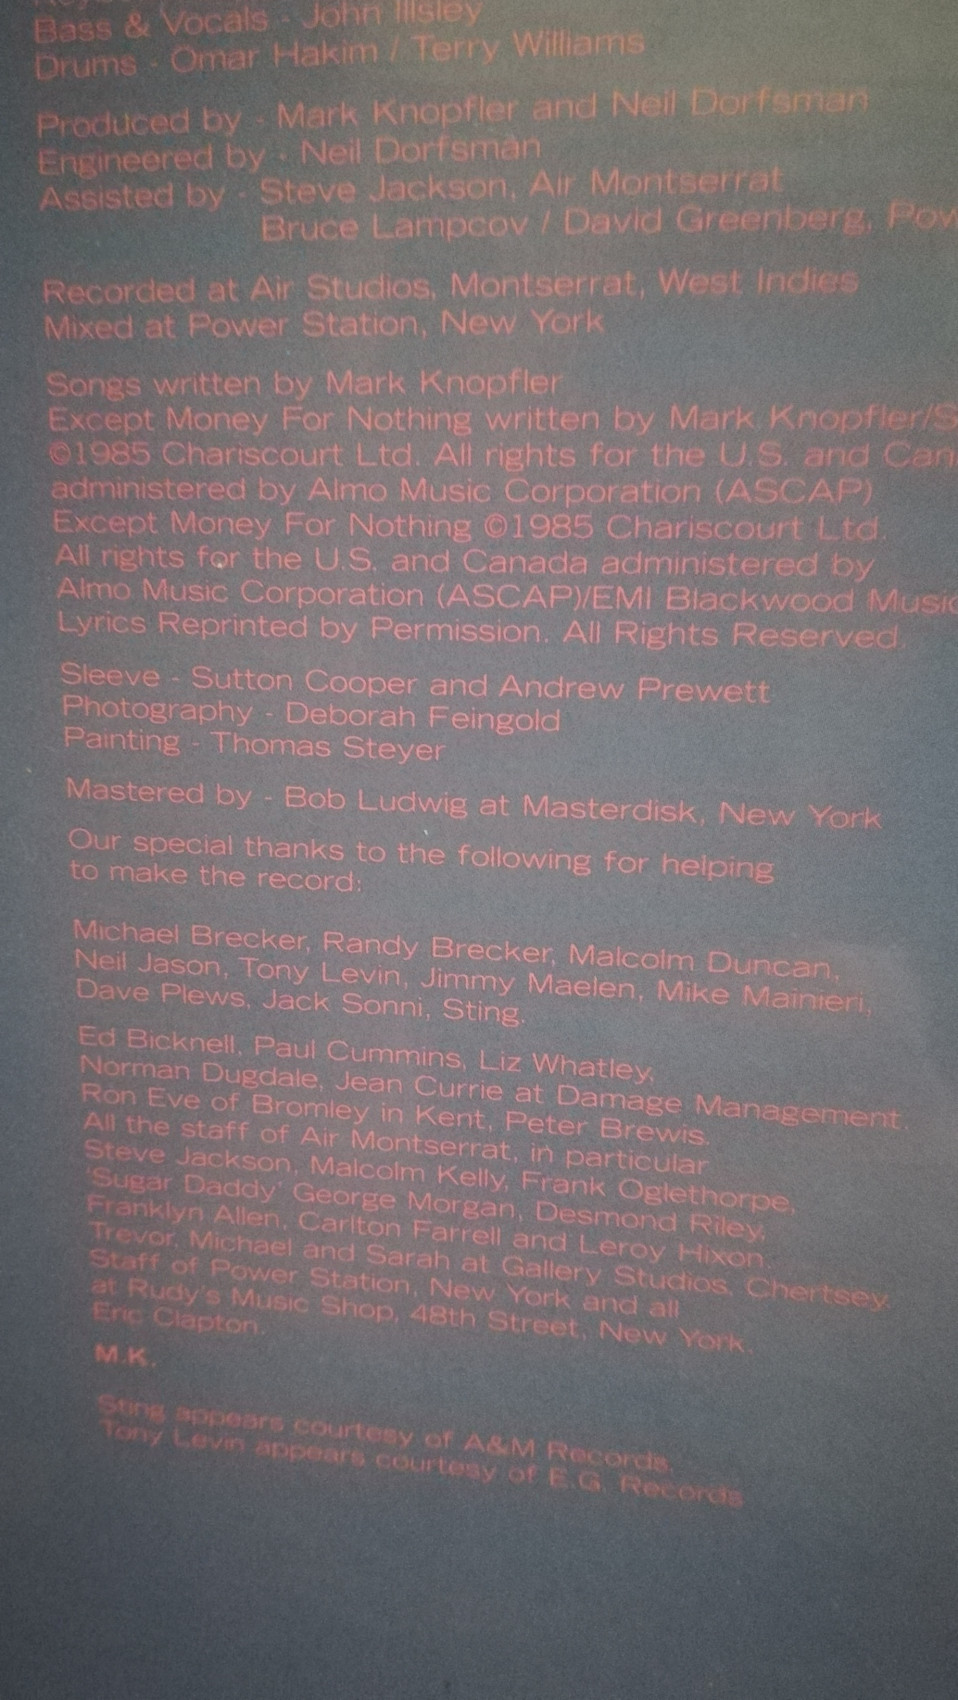 Bass & Vocals - John Illsley
Drums - Omar Hakim / Terry Williams
Produced by - Mark Knopfler and Neil Dorfsman
Engineered by - Neil Dorfsman
Assisted by - Steve Jackson, Air Montserrat
Bruce Lampcov / David Greenberg, Pow
Recorded at Air Studios, Montserrat, West Indies
Mixed at Power Station, New York
Songs written by Mark Knopfler
Except Money For Nothing written by Mark Knopfler/S
©1985 Chariscourt Ltd. All rights for the U.S. and Can
administered by Almo Music Corporation (ASCAP)
Except Money For Nothing ©1985 Chariscourt Ltd.
All rights for the U.S. and Canada administered by
Almo Music Corporation (ASCAP)/EMI Blackwood Music
Lyrics Reprinted by Permission. All Rights Reserved.
Sleeve - Sutton Cooper and Andrew Prewett
Photography - Deborah Feingold
Painting - Thomas Steyer
Mastered by - Bob Ludwig at Masterdisk, New York
Our special thanks to the following for helping
to make the record:
Michael Brecker, Randy Brecker, Malcolm Duncan,
Neil Jason, Tony Levin, Jimmy Maelen, Mike Mainieri,
Dave Plews, Jack Sonni, Sting.
Ed Bicknell, Paul Cummins, Liz Whatley,
Norman Dugdale, Jean Currie at Damage Management.
Ron Eve of Bromley in Kent, Peter Brewis.
All the staff of Air Montserrat, in particular
Steve Jackson, Malcolm Kelly, Frank Oglethorpe,
'Sugar Daddy' George Morgan, Desmond Riley,
Franklyn Allen, Carlton Farrell and Leroy Hixon.
Trevor, Michael and Sarah at Gallery Studios, Chertsey.
Staff of Power Station, New York and all
at Rudy's Music Shop, 48th Street, New York.
Eric Clapton.
M.K.
Sting appears courtesy of A&M Records.
Tony Levin appears courtesy of E.G. Records